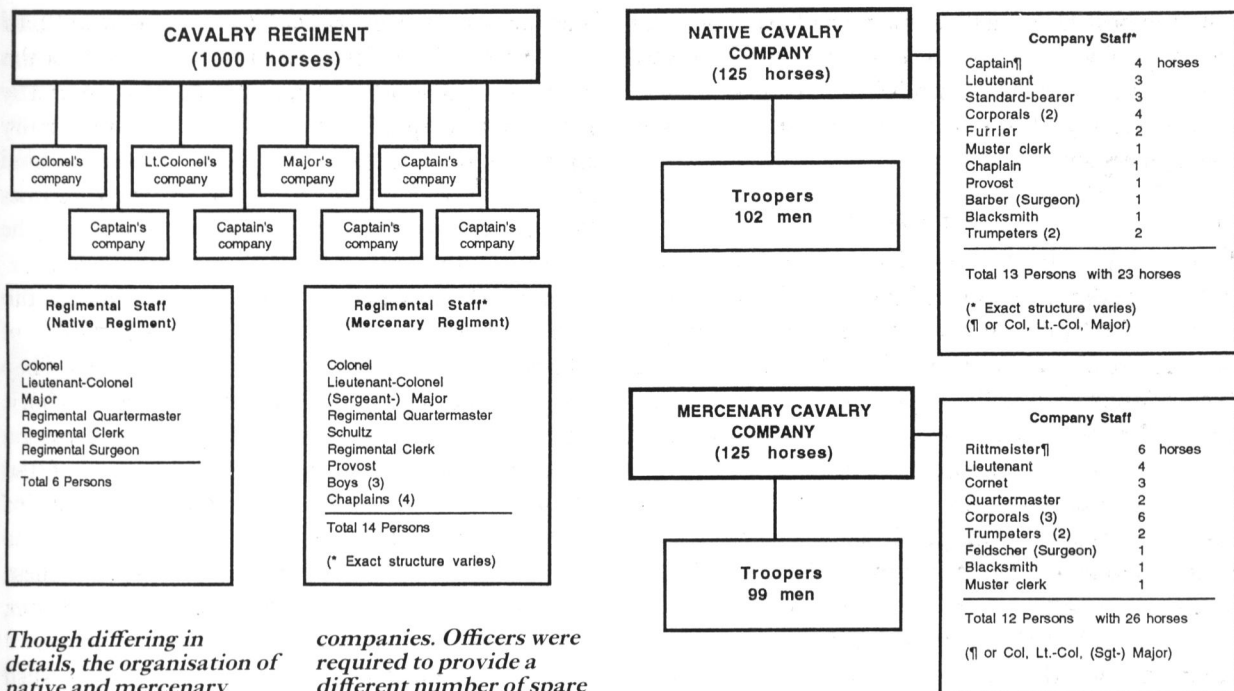 CAVALRY REGIMENT
(1000 horses)
Colonel's
company
Lt.Colonel's
company
Major's
company
Captain's
company
Captain's
company
Captain's
company
Captain's
company
Captain's
company
Regimental Staff
(Native Regiment)
Colonel
Lieutenant-Colonel
Major
Regimental Quartermaster
Regimental Clerk
Regimental Surgeon
Total 6 Persons
Regimental Staff*
(Mercenary Regiment)
Colonel
Lieutenant-Colonel
(Sergeant-) Major
Regimental Quartermaster
Schultz
Regimental Clerk
Provost
Boys (3)
Chaplains (4)
Total 14 Persons
(* Exact structure varies)
Though differing in
details, the organisation of
native and mercenary
companies. Officers were
required to provide a
different number of spare
NATIVE CAVALRY
COMPANY
(125 horses)
Troopers
102 men
Company Staff*
Captain¶ 4 horses
Lieutenant 3
Standard-bearer 3
Corporals (2) 4
Furrier 2
Muster clerk 1
Chaplain 1
Provost 1
Barber (Surgeon) 1
Blacksmith 1
Trumpeters (2) 2
Total 13 Persons with 23 horses
(* Exact structure varies)
(¶ or Col, Lt.-Col, Major)
MERCENARY CAVALRY
COMPANY
(125 horses)
Troopers
99 men
Company Staff
Rittmeister¶ 6 horses
Lieutenant 4
Cornet 3
Quartermaster 2
Corporals (3) 6
Trumpeters (2) 2
Feldscher (Surgeon) 1
Blacksmith 1
Muster clerk 1
Total 12 Persons with 26 horses
(¶ or Col, Lt.-Col, (Sgt-) Major)